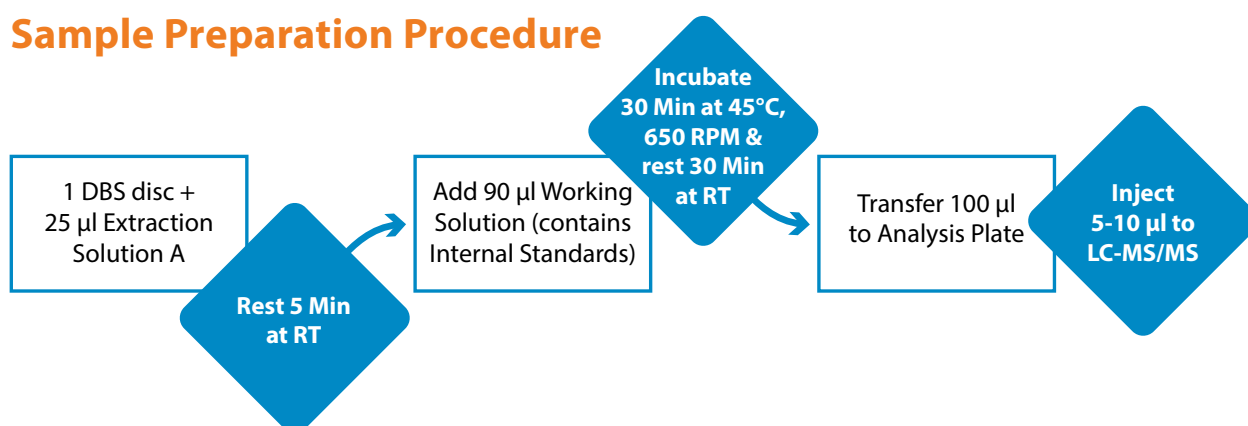 Sample Preparation Procedure
1 DBS disc +
25 µl Extraction
Solution A
Rest 5 Min
at RT
Add 90 µl Working
Solution (contains
Internal Standards)
Incubate
30 Min at 45°C,
650 RPM &
rest 30 Min
at RT
Transfer 100 µl
to Analysis Plate
Inject
5-10 µl to
LC-MS/MS